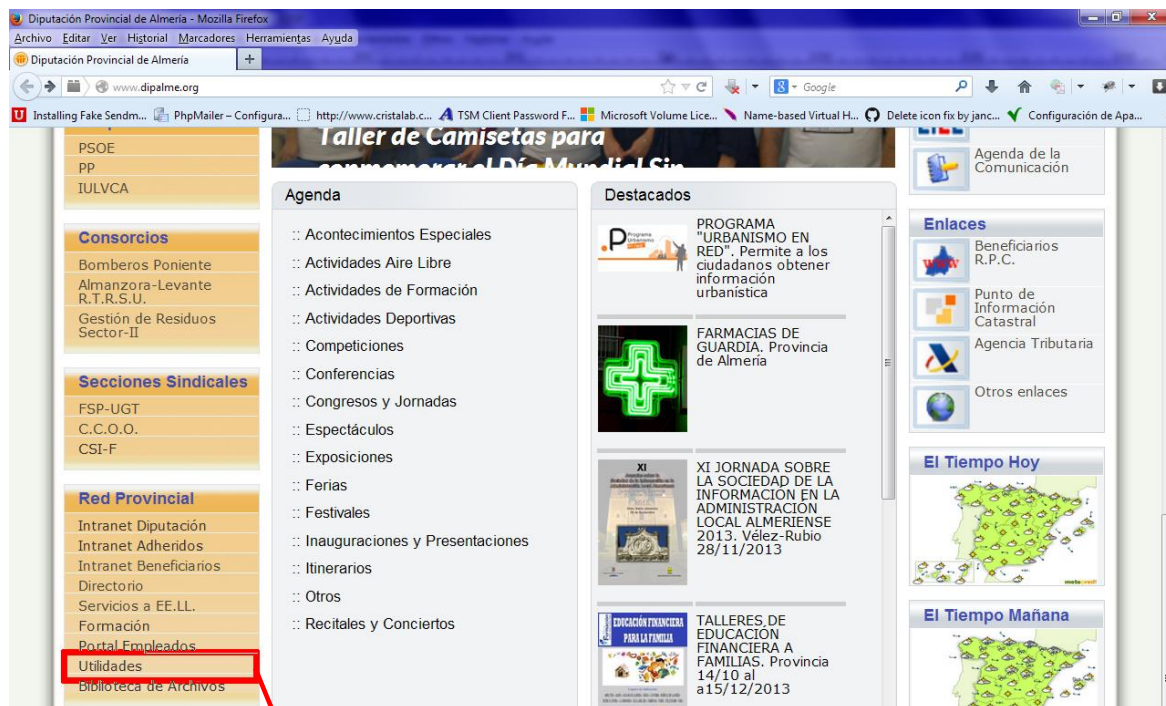 Diputación Provincial de Almería - Mozilla Firefox
Archivo Editar Ver Historial Marcadores Herramientas Ayuda
Diputación Provincial de Almería
www.dipalme.org
Google
Installing Fake Sendm... PhpMailer – Configura... http://www.cristalab.c... TSM Client Password F... Microsoft Volume Lice... Name-based Virtual H... Delete icon fix by janc... Configuración de Apa...
PSOE
PP
IULVCA
Consorcios
Bomberos Poniente
Almanzora-Levante
R.T.R.S.U.
Gestión de Residuos
Sector-II
Secciones Sindicales
FSP-UGT
C.C.O.O.
CSI-F
Red Provincial
Intranet Diputación
Intranet Adheridos
Intranet Beneficiarios
Directorio
Servicios a EE.LL.
Formación
Portal Empleados
Utilidades
Biblioteca de Archivos
Taller de Camisetas para
conmemorar el Día Mundial Sin
Agenda
:: Acontecimientos Especiales
:: Actividades Aire Libre
:: Actividades de Formación
:: Actividades Deportivas
:: Competiciones
:: Conferencias
:: Congresos y Jornadas
:: Espectáculos
:: Exposiciones
:: Ferias
:: Festivales
:: Inauguraciones y Presentaciones
:: Itinerarios
:: Otros
:: Recitales y Conciertos
Destacados
Programa
Urbanismo
PROGRAMA
"URBANISMO EN
RED". Permite a los
ciudadanos obtener
información
urbanística
FARMACIAS DE
GUARDIA. Provincia
de Almería
XI
XI JORNADA SOBRE
LA SOCIEDAD DE LA
INFORMACIÓN EN LA
ADMINISTRACIÓN
LOCAL ALMERIENSE
2013. Vélez-Rubio
28/11/2013
EDUCACIÓN FINANCIERA
PARA LA FAMILIA
TALLERES DE
EDUCACIÓN
FINANCIERA A
FAMILIAS. Provincia
14/10 al
a15/12/2013
Agenda de la
Comunicación
Enlaces
www
Beneficiarios
R.P.C.
Punto de
Información
Catastral
Agencia Tributaria
Otros enlaces
El Tiempo Hoy
El Tiempo Mañana